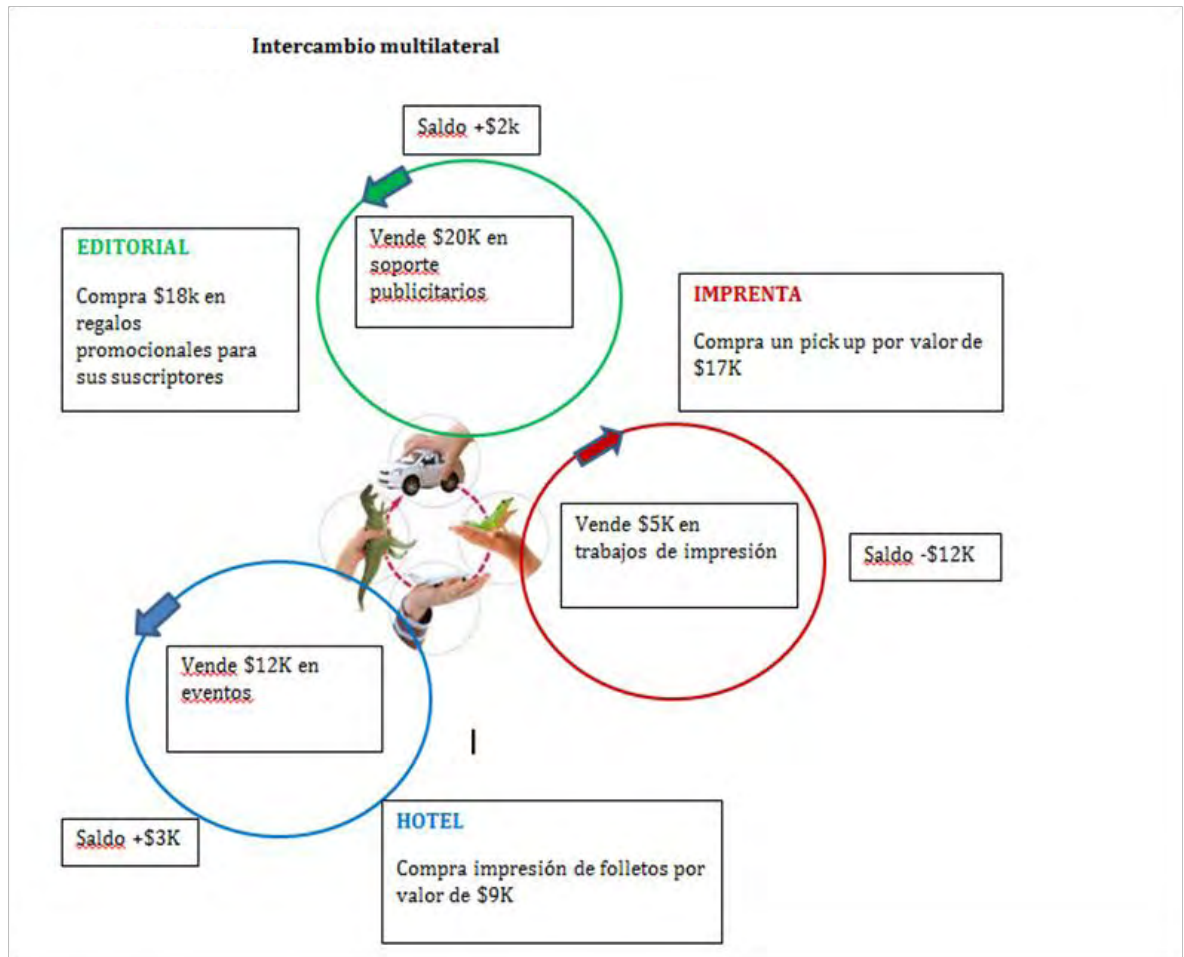 Intercambio multilateral
Saldo +$2k
Vende $20K en
soporte
publicitarios
EDITORIAL
Compra $18k en
regalos
promocionales para
sus suscriptores
IMPRENTA
Compra un pick up por valor de
$17K
Vende $5K en
trabajos de impresión
Saldo -$12K
Vende $12K en
eventos
Saldo +$3K
HOTEL
Compra impresión de folletos por
valor de $9K